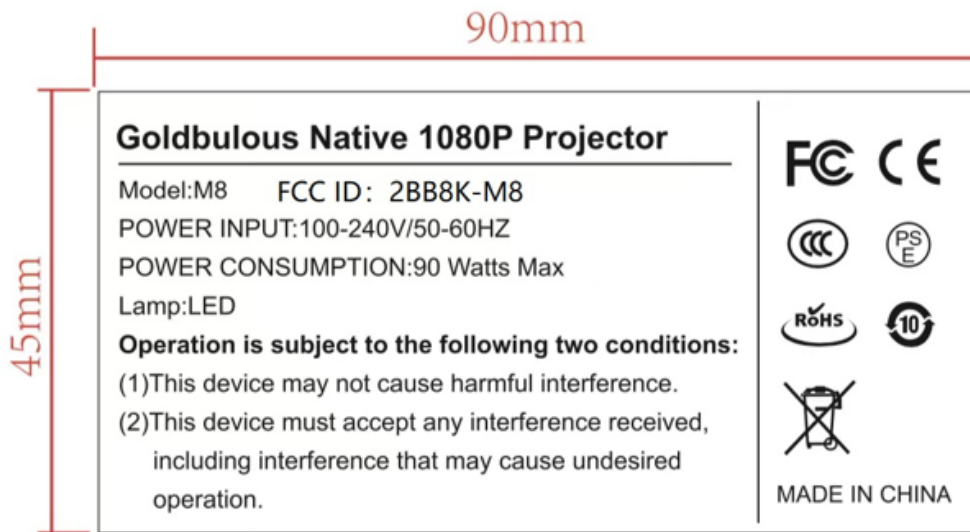 90mm
45mm
Goldbulous Native 1080P Projector
Model:M8 FCC ID：2BB8K-M8
POWER INPUT:100-240V/50-60HZ
POWER CONSUMPTION:90 Watts Max
Lamp:LED
Operation is subject to the following two conditions:
(1)This device may not cause harmful interference.
(2)This device must accept any interference received,
including interference that may cause undesired
operation.
FC CE
CCC PS
E
RoHS 10
MADE IN CHINA